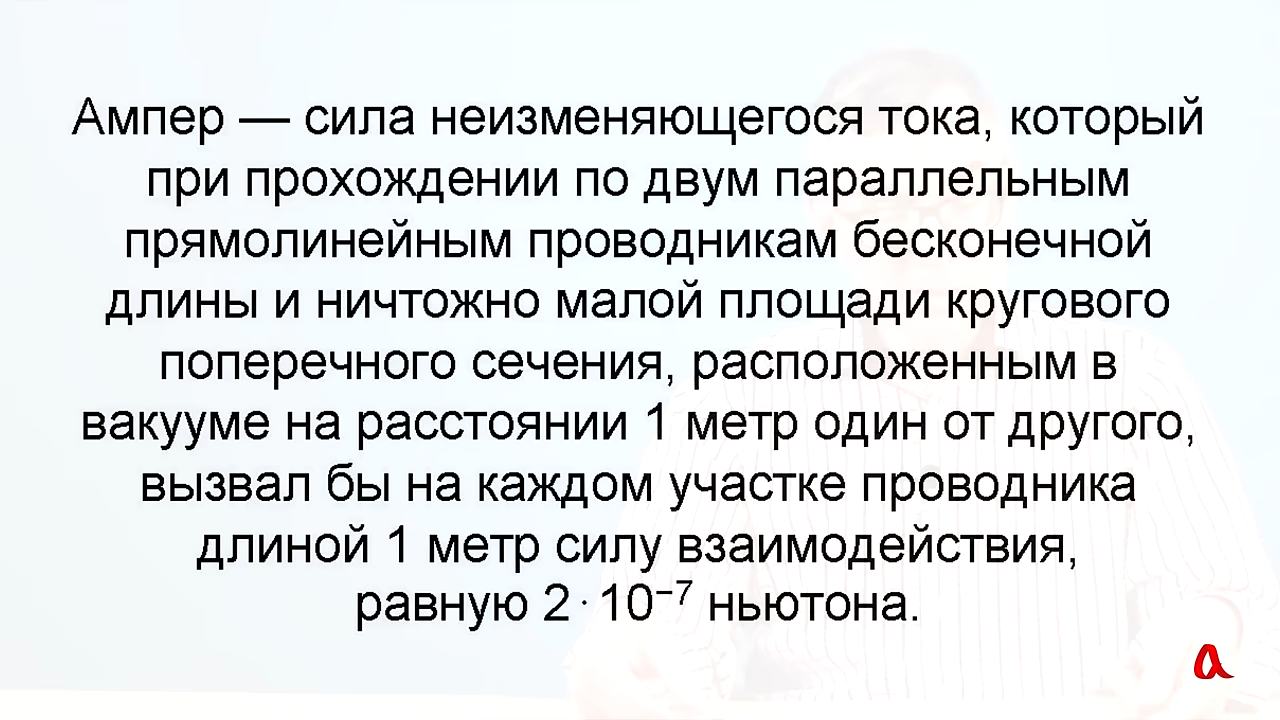 Ампер — сила неизменяющегося тока, который
при прохождении по двум параллельным
прямолинейным проводникам бесконечной
длины и ничтожно малой площади кругового
поперечного сечения, расположенным в
вакууме на расстоянии 1 метр один от другого,
вызвал бы на каждом участке проводника
длиной 1 метр силу взаимодействия,
равную 2·10⁻⁷ ньютона.
a